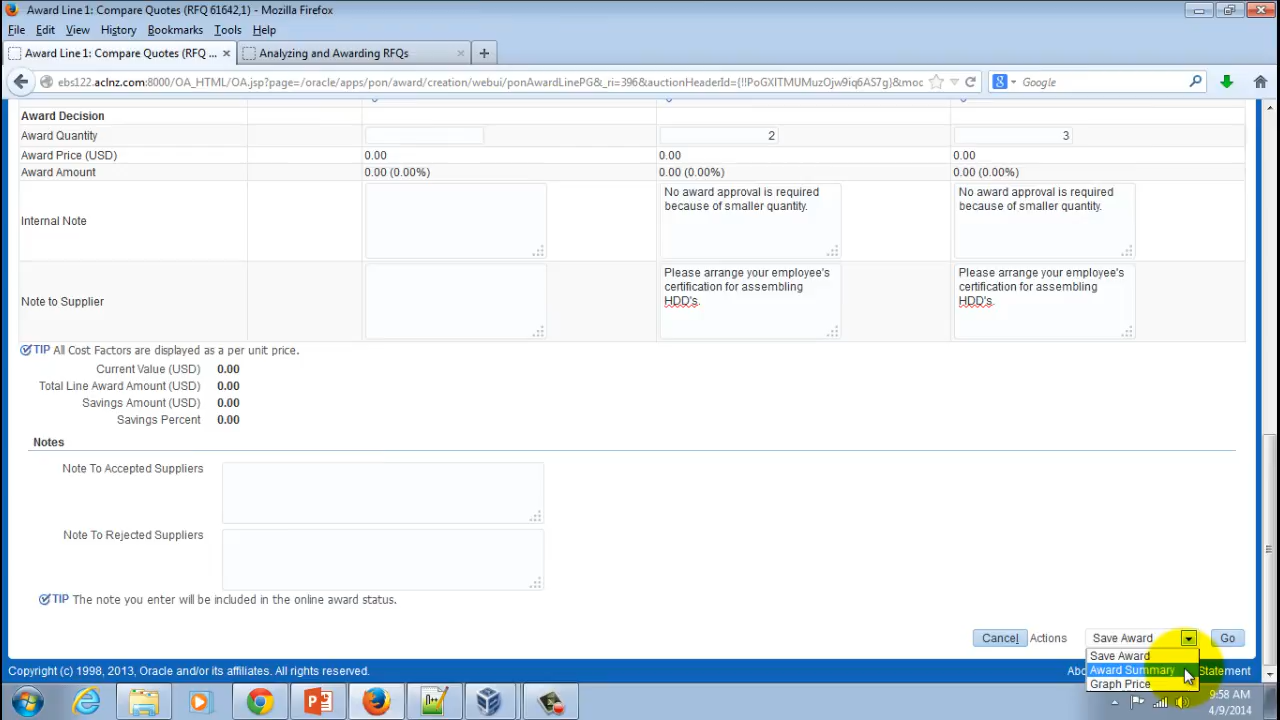 Award Line 1: Compare Quotes (RFQ 61642,1) - Mozilla Firefox
File Edit View History Bookmarks Tools Help
Award Line 1: Compare Quotes (RFQ ... × Analyzing and Awarding RFQs × +
ebs122.aclnz.com:8000/OA_HTML/OA.jsp?page=/oracle/apps/pon/award/creation/webui/ponAwardLinePG&_ri=396&auctionHeaderId={!!PoGXITMUMuzOjw9iq6AS7g}&moc Google
Award Decision
Award Quantity 2 3
Award Price (USD) 0.00 0.00 0.00
Award Amount 0.00 (0.00%) 0.00 (0.00%) 0.00 (0.00%)
Internal Note
No award approval is required
because of smaller quantity.
No award approval is required
because of smaller quantity.
Note to Supplier
Please arrange your employee's
certification for assembling
HDD's.
Please arrange your employee's
certification for assembling
HDD's.
TIP All Cost Factors are displayed as a per unit price.
Current Value (USD) 0.00
Total Line Award Amount (USD) 0.00
Savings Amount (USD) 0.00
Savings Percent 0.00
Notes
Note To Accepted Suppliers
Note To Rejected Suppliers
TIP The note you enter will be included in the online award status.
Cancel Actions Save Award Go
Save Award
Award Summary
Graph Price
Copyright (c) 1998, 2013, Oracle and/or its affiliates. All rights reserved. Statement
9:58 AM
4/9/2014